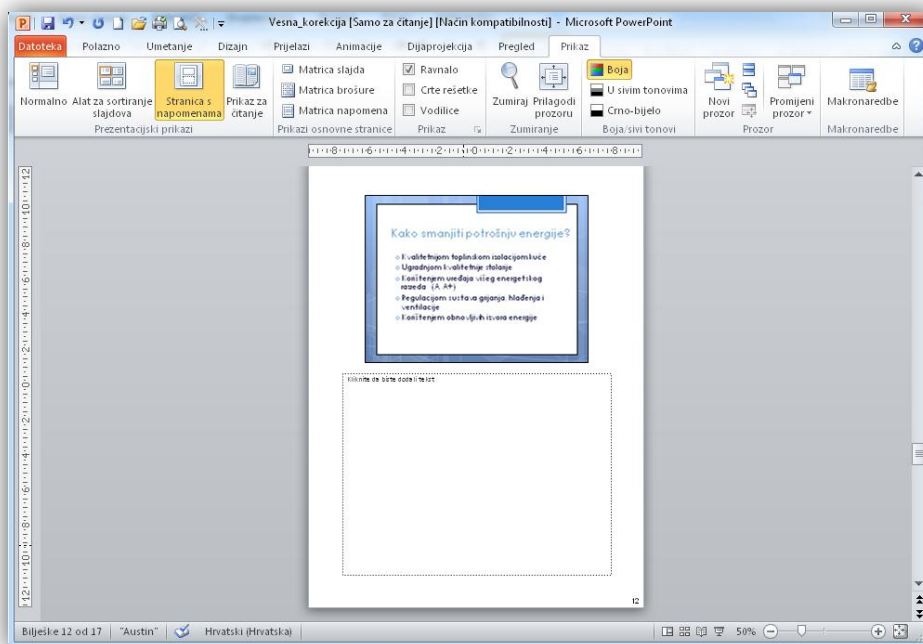 Vesna_korekcija [Samo za čitanje] [Način kompatibilnosti] - Microsoft PowerPoint
Datoteka Polazno Umetanje Dizajn Prijelazi Animacije Dijaprojekcija Pregled Prikaz
Normalno
Alat za sortiranje
slajdova
Stranica s
napomenama
Prikaz za
čitanje
Prezentacijski prikazi
Matrica slajda
Matrica brošure
Matrica napomena
Prikazi osnovne stranice
Ravnalo
Crte rešetke
Vodilice
Prikaz
Zumiraj
Prilagodi
prozoru
Zumiranje
Boja
U sivim tonovima
Crno-bijelo
Boja/sivi tonovi
Novi
prozor
Promijeni
prozor
Prozor
Makronaredbe
Makronaredbe
Kako smanjiti potrošnju energije?
Kvalitetnijom toplinskom izolacijom kuće
Ugradnjom kvalitetnije stolarije
Korištenjem uređaja višeg energetskog
razreda (A, A+)
Regulacijom sustava grijanja, hlađenja i
ventilacije
Korištenjem obnovljivih izvora energije
Kliknite da biste dodali tekst
12
Bilješke 12 od 17 "Austin" Hrvatski (Hrvatska) 50%